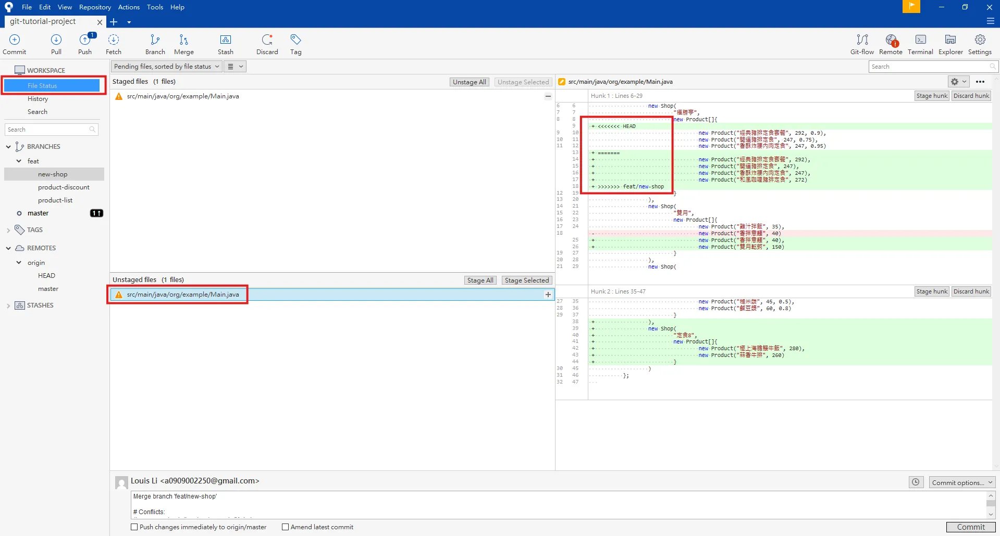 File Edit View Repository Actions Tools Help
git-tutorial-project
Commit Pull Push 1 Fetch Branch Merge Stash Discard Tag Git-flow Remote Terminal Explorer Settings
WORKSPACE
File Status
History
Search
Search
BRANCHES
feat
new-shop
product-discount
product-list
master 1↑
TAGS
REMOTES
origin
HEAD
master
STASHES
Pending files, sorted by file status
Search
Staged files (1 files) Unstage All Unstage Selected
src/main/java/org/example/Main.java
Unstaged files (1 files) Stage All Stage Selected
src/main/java/org/example/Main.java
src/main/java/org/example/Main.java
Hunk 1 : Lines 6-29 Stage hunk Discard hunk
6 6 new Shop(
7 7 "福勝亭",
8 8 new Product[]{
9 + <<<<<<< HEAD
9 10 new Product("經典豬排定食套餐", 292, 0.9),
10 11 new Product("開運豬排定食", 247, 0.75),
11 12 new Product("香酥炸腰內肉定食", 247, 0.95)
13 + =======
14 + new Product("經典豬排定食套餐", 292),
15 + new Product("開運豬排定食", 247),
16 + new Product("香酥炸腰內肉定食", 247),
17 + new Product("和風咖哩豬排定食", 272)
18 + >>>>>>> feat/new-shop
12 19 }
13 20 ),
14 21 new Shop(
15 22 "雙月",
16 23 new Product[]{
17 24 new Product("雞汁拌飯", 35),
18 - new Product("香拌意麵", 40)
25 + new Product("香拌意麵", 40),
26 + new Product("雙月乾蚵", 150)
19 27 }
20 28 ),
21 29 new Shop(
Hunk 2 : Lines 35-47 Stage hunk Discard hunk
27 35 new Product("糙米漿", 45, 0.5),
28 36 new Product("鹹豆漿", 60, 0.8)
29 37 }
38 + ),
39 + new Shop(
40 + "定食8",
41 + new Product[]{
42 + new Product("極上海膽鰻牛飯", 280),
43 + new Product("蒜香牛排", 260)
44 + }
30 45 )
31 46 };
32 47
Louis Li <a0909002250@gmail.com> Commit options...
Merge branch 'feat/new-shop'
# Conflicts:
Push changes immediately to origin/master Amend latest commit Commit